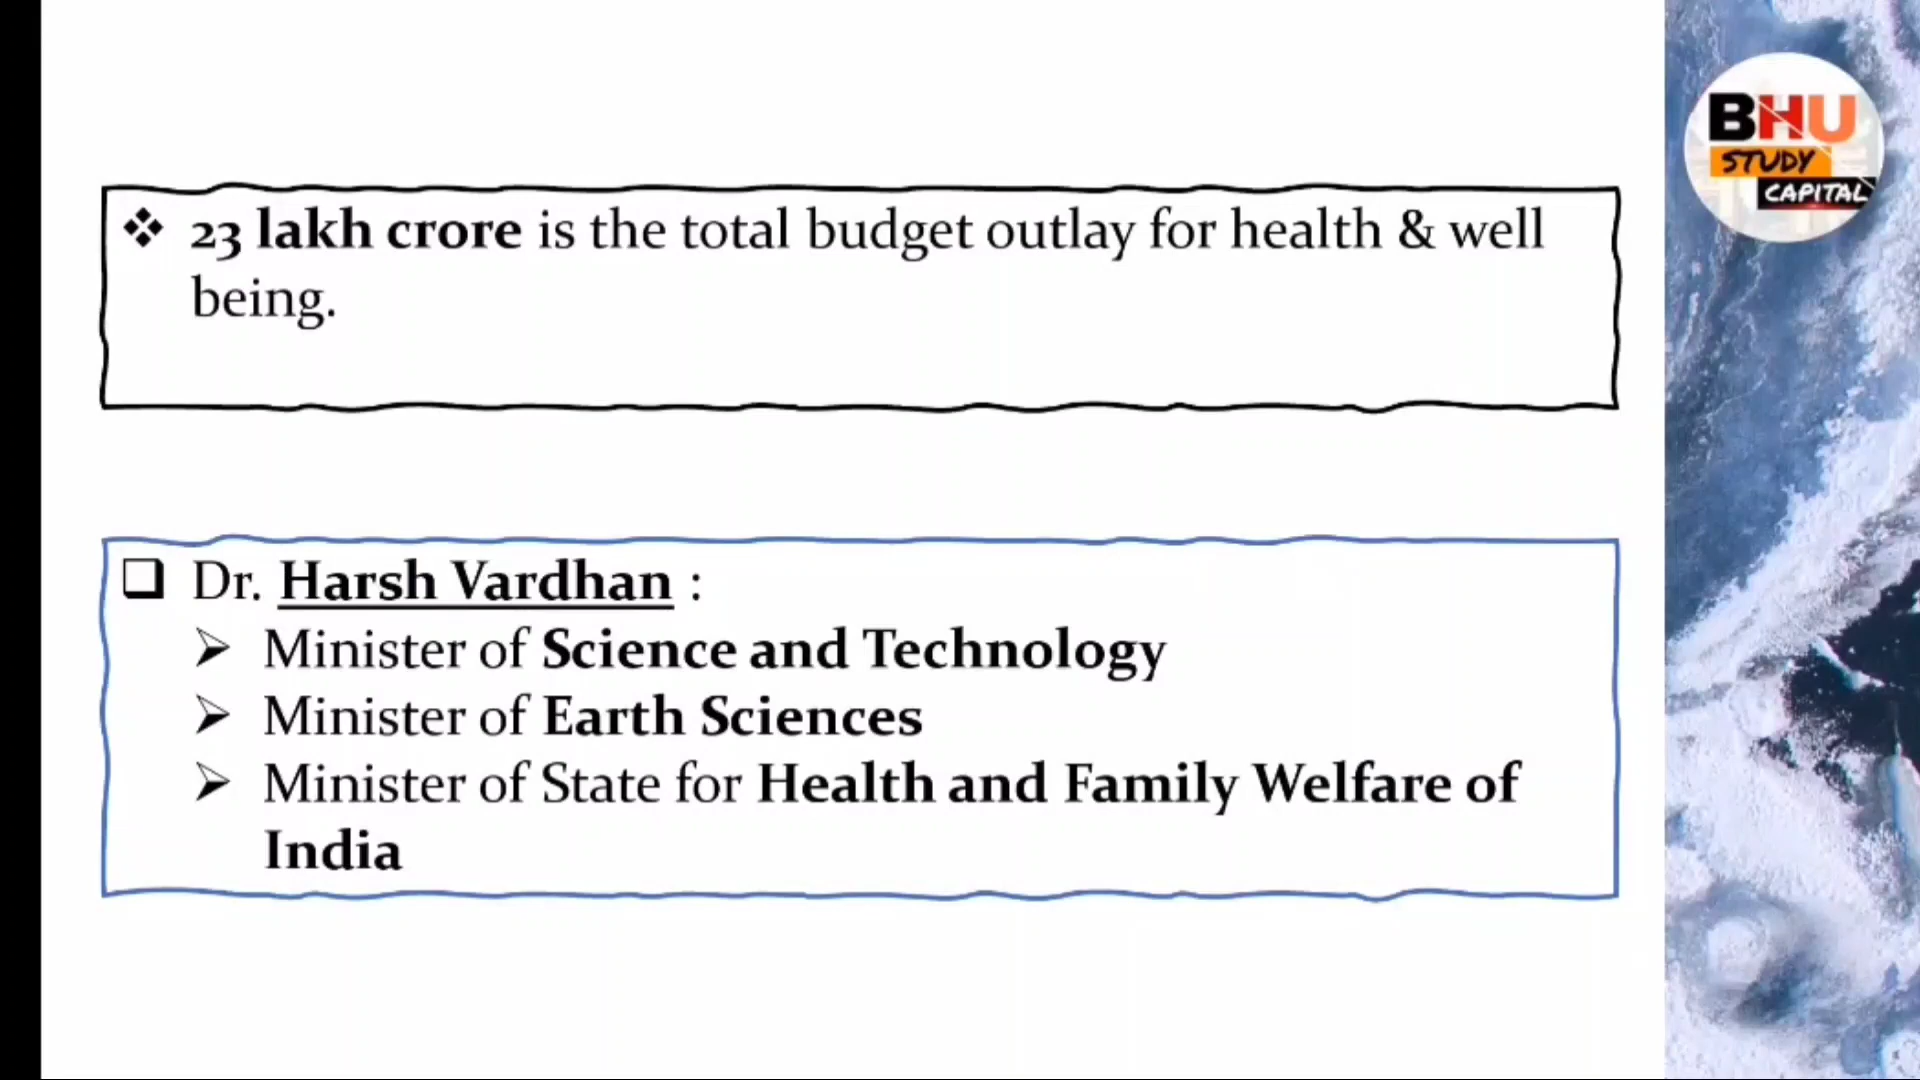 BHU
STUDY
CAPITAL
❖ 23 lakh crore is the total budget outlay for health & well
being.
❑ Dr. Harsh Vardhan :
➢ Minister of Science and Technology
➢ Minister of Earth Sciences
➢ Minister of State for Health and Family Welfare of
India